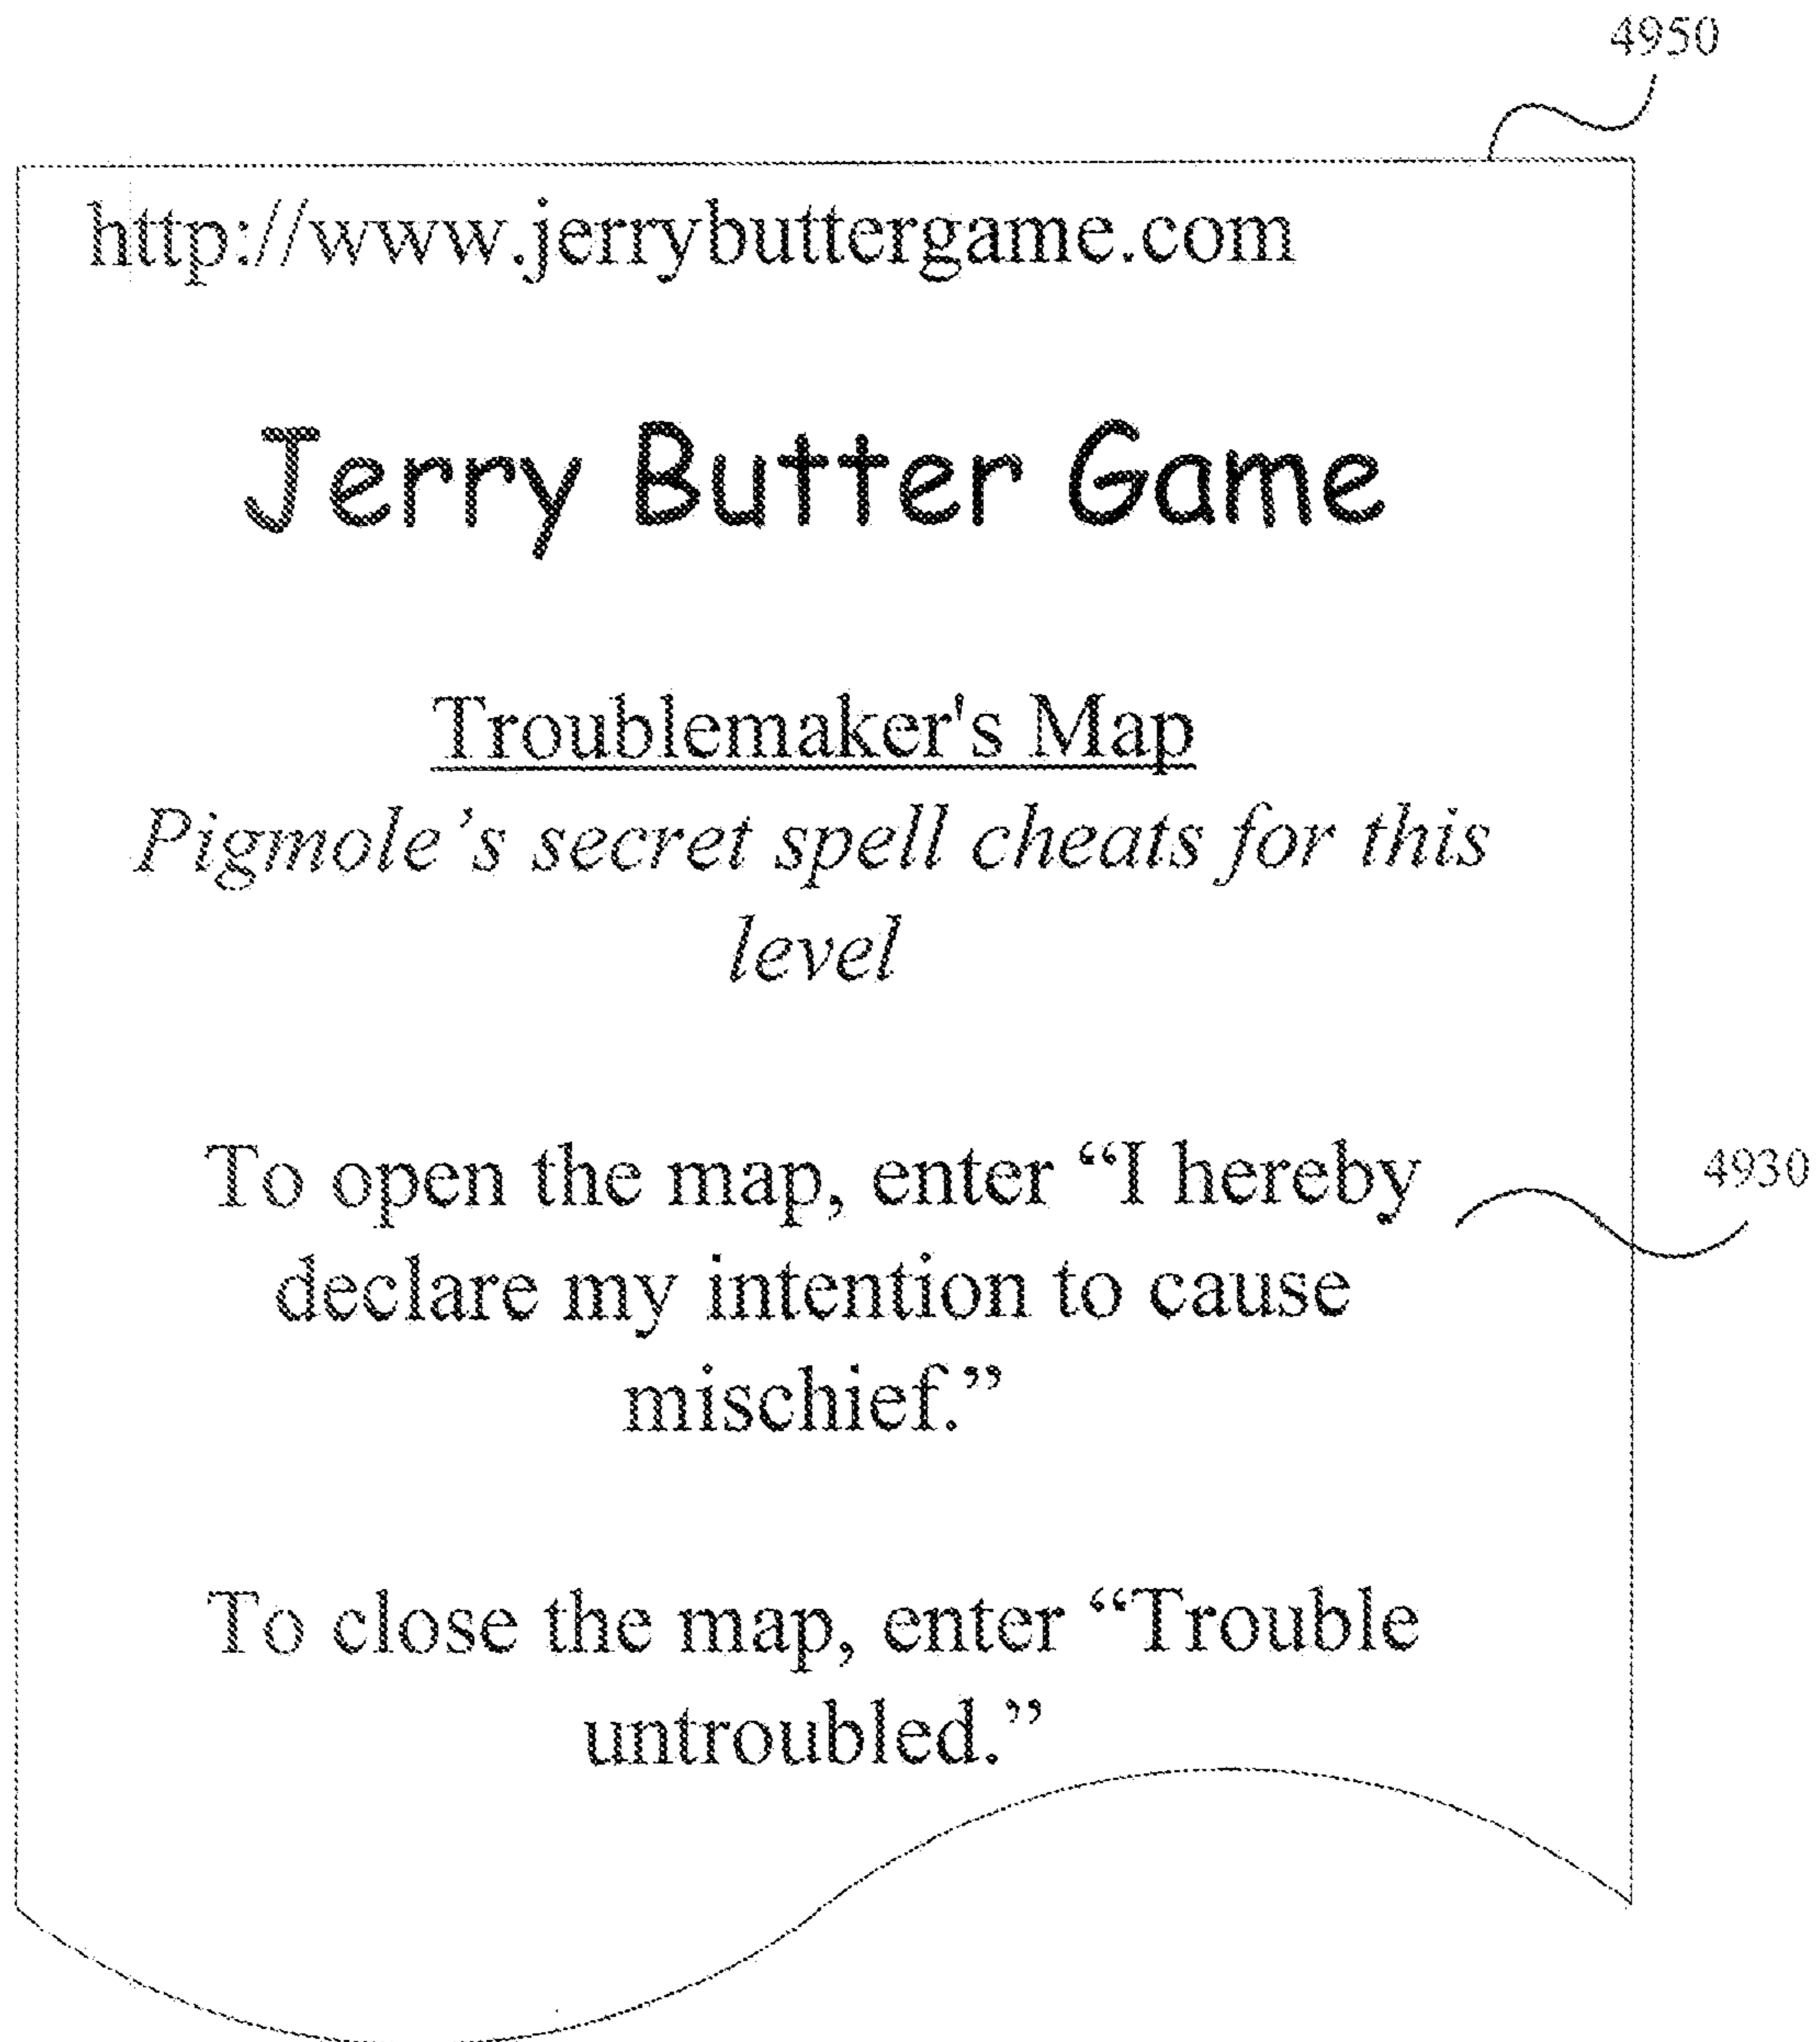 4950
http://www.jerrybuttergame.com
Jerry Butter Game
Troublemaker's Map
Pigmole’s secret spell cheats for this
level
To open the map, enter “I hereby
4930
declare my intention to cause
mischief.”
To close the map, enter “Trouble
untroubled.”